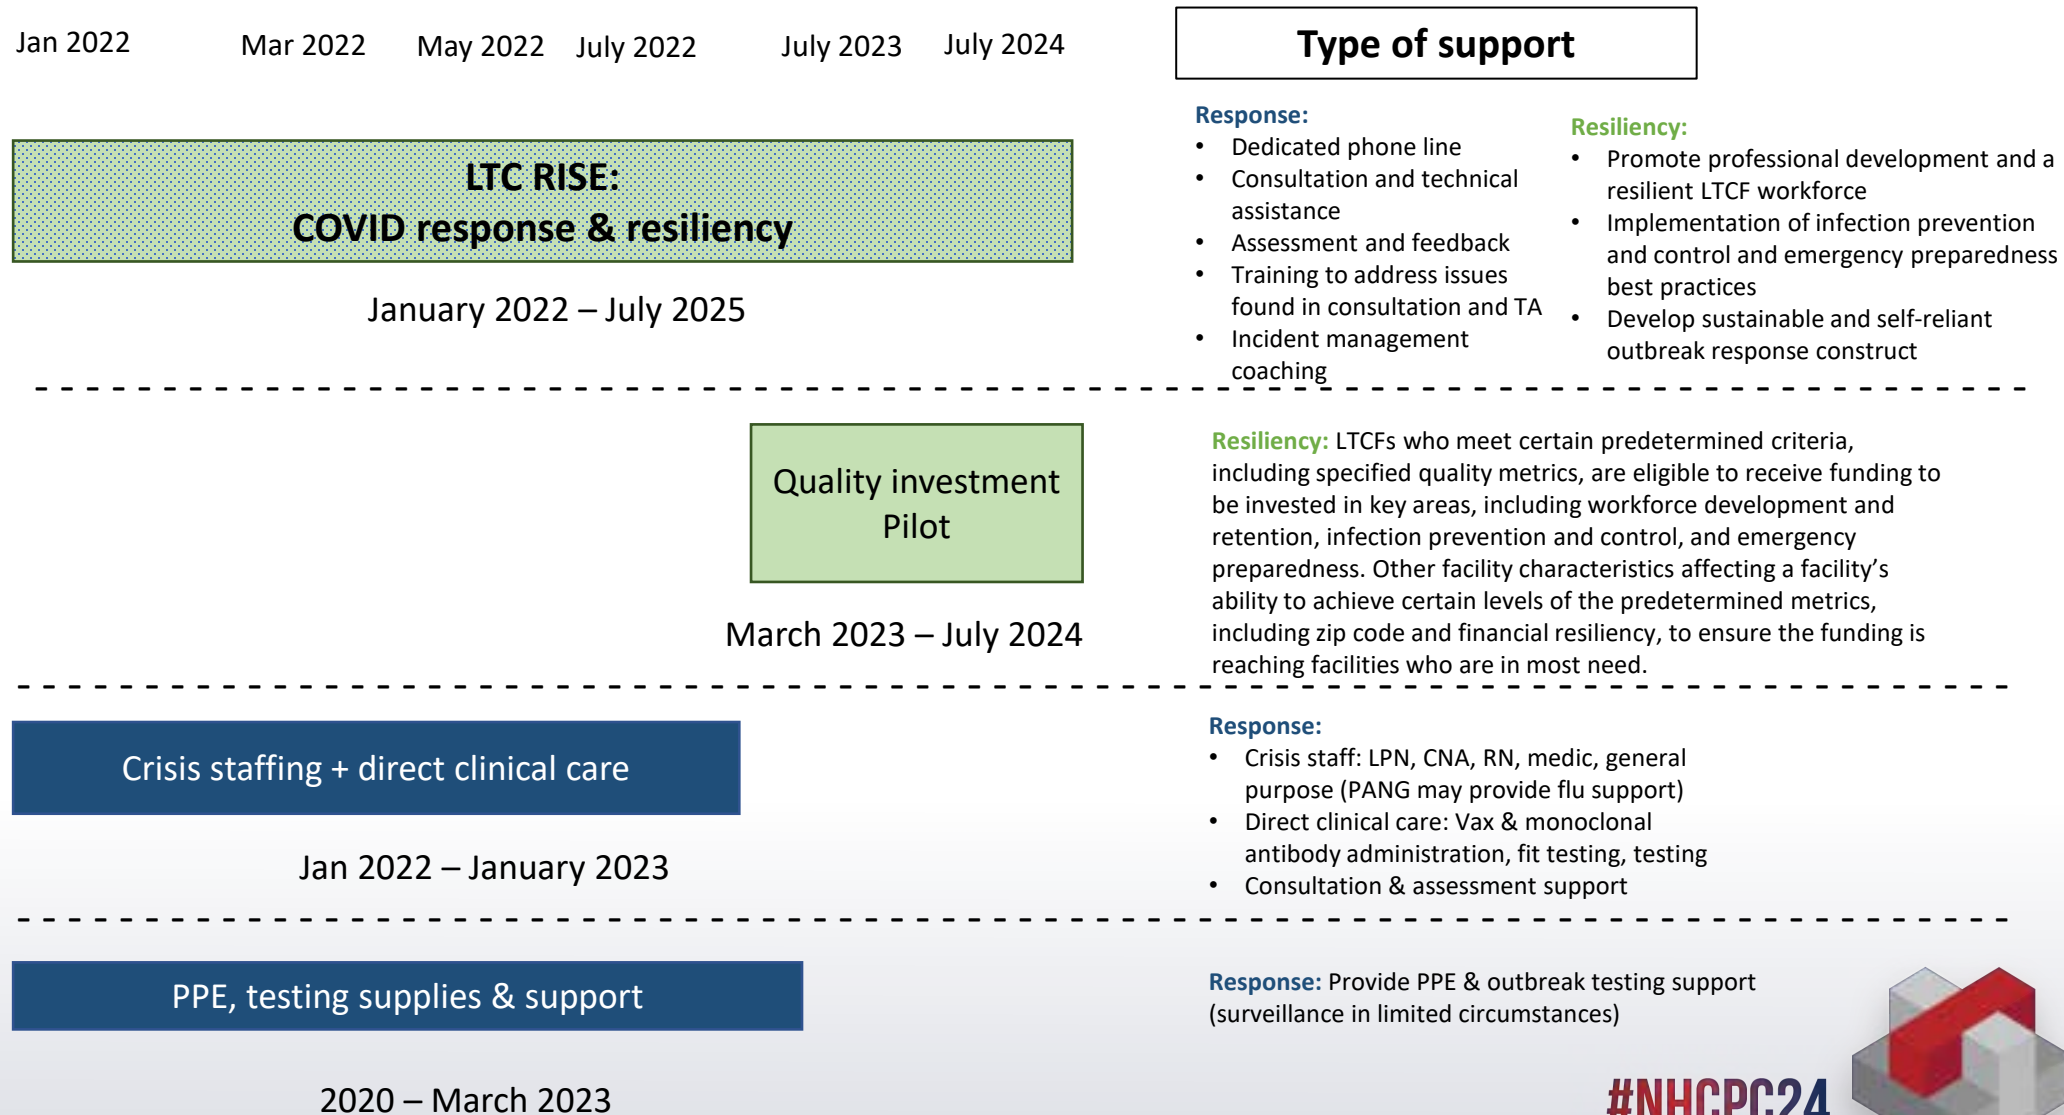 Jan 2022
Mar 2022
May 2022
July 2022
July 2023
July 2024
Type of support
LTC RISE:
COVID response & resiliency
January 2022 – July 2025
Response:
• Dedicated phone line
• Consultation and technical
assistance
• Assessment and feedback
• Training to address issues
found in consultation and TA
• Incident management
coaching
Resiliency:
• Promote professional development and a
resilient LTCF workforce
• Implementation of infection prevention
and control and emergency preparedness
best practices
• Develop sustainable and self-reliant
outbreak response construct
Quality investment
Pilot
March 2023 – July 2024
Resiliency: LTCFs who meet certain predetermined criteria,
including specified quality metrics, are eligible to receive funding to
be invested in key areas, including workforce development and
retention, infection prevention and control, and emergency
preparedness. Other facility characteristics affecting a facility's
ability to achieve certain levels of the predetermined metrics,
including zip code and financial resiliency, to ensure the funding is
reaching facilities who are in most need.
Crisis staffing + direct clinical care
Jan 2022 – January 2023
Response:
• Crisis staff: LPN, CNA, RN, medic, general
purpose (PANG may provide flu support)
• Direct clinical care: Vax & monoclonal
antibody administration, fit testing, testing
• Consultation & assessment support
PPE, testing supplies & support
2020 – March 2023
Response: Provide PPE & outbreak testing support
(surveillance in limited circumstances)
#NHCPC24